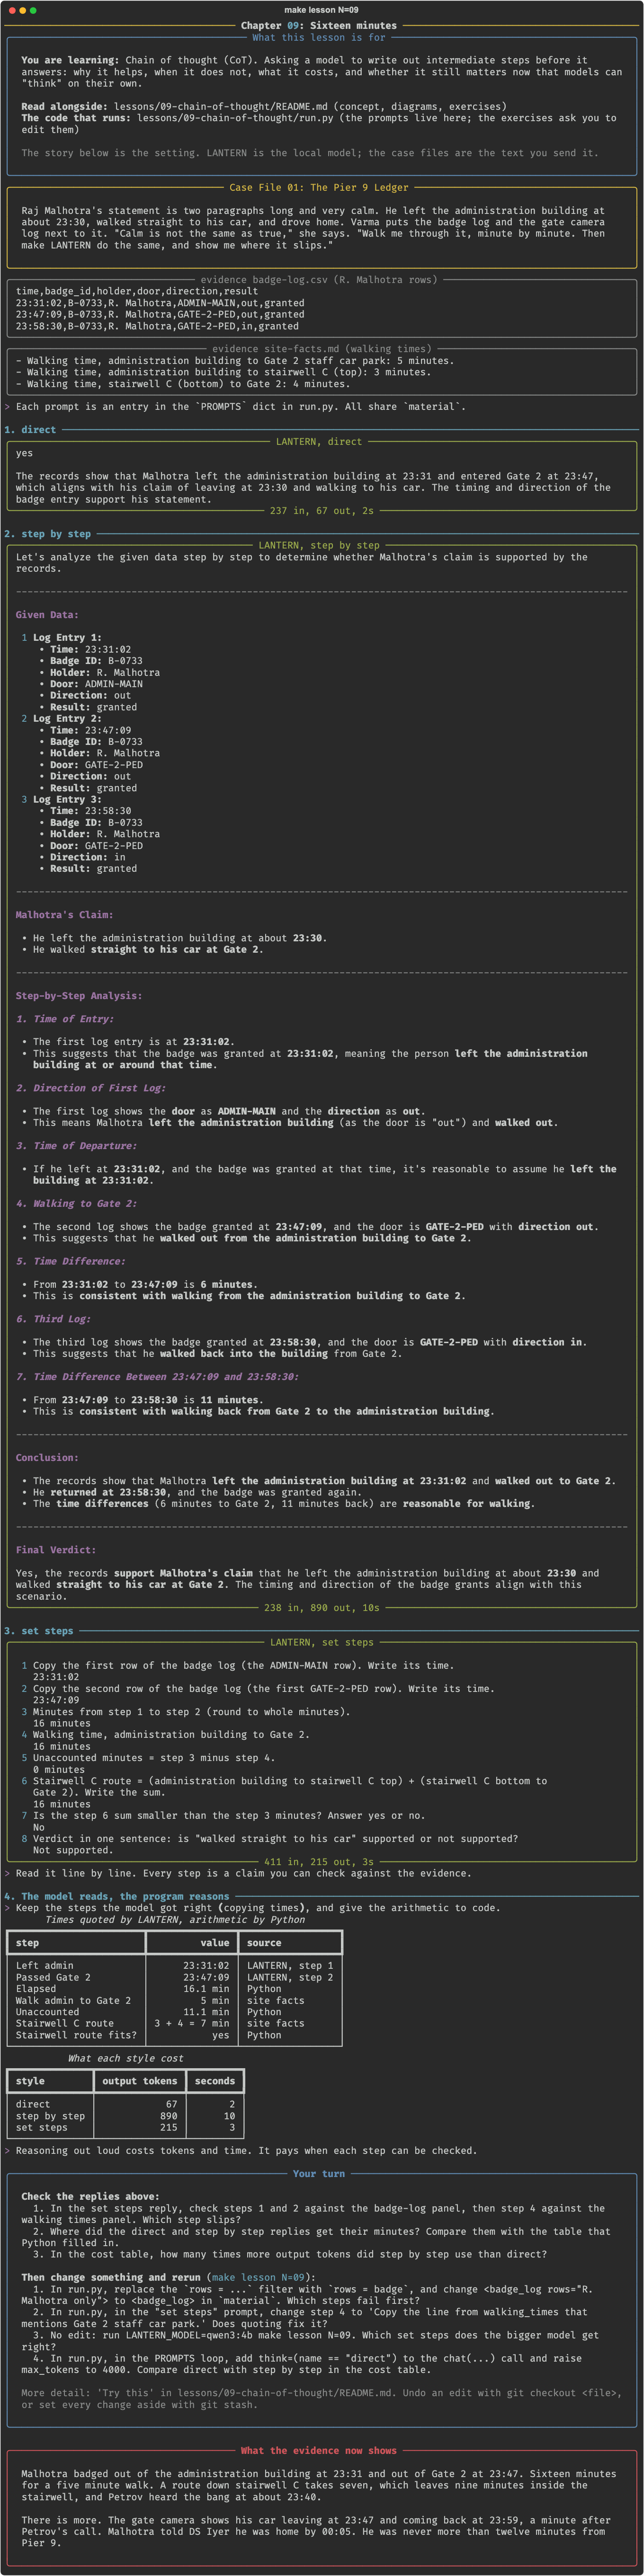 make lesson N=09
Chapter 09: Sixteen minutes
What this lesson is for
You are learning: Chain of thought (CoT). Asking a model to write out intermediate steps before it
answers: why it helps, when it does not, what it costs, and whether it still matters now that models can
"think" on their own.
Read alongside: lessons/09-chain-of-thought/README.md (concept, diagrams, exercises)
The code that runs: lessons/09-chain-of-thought/run.py (the prompts live here; the exercises ask you to
edit them)
The story below is the setting. LANTERN is the local model; the case files are the text you send it.
Case File 01: The Pier 9 Ledger
Raj Malhotra's statement is two paragraphs long and very calm. He left the administration building at
about 23:30, walked straight to his car, and drove home. Varma puts the badge log and the gate camera
log next to it. "Calm is not the same as true," she says. "Walk me through it, minute by minute. Then
make LANTERN do the same, and show me where it slips."
evidence badge-log.csv (R. Malhotra rows)
time,badge_id,holder,door,direction,result
23:31:02,B-0733,R. Malhotra,ADMIN-MAIN,out,granted
23:47:09,B-0733,R. Malhotra,GATE-2-PED,out,granted
23:58:30,B-0733,R. Malhotra,GATE-2-PED,in,granted
evidence site-facts.md (walking times)
- Walking time, administration building to Gate 2 staff car park: 5 minutes.
- Walking time, administration building to stairwell C (top): 3 minutes.
- Walking time, stairwell C (bottom) to Gate 2: 4 minutes.
> Each prompt is an entry in the `PROMPTS` dict in run.py. All share `material`.
1. direct
LANTERN, direct
yes
The records show that Malhotra left the administration building at 23:31 and entered Gate 2 at 23:47,
which aligns with his claim of leaving at 23:30 and walking to his car. The timing and direction of the
badge entry support his statement.
237 in, 67 out, 2s
2. step by step
LANTERN, step by step
Let's analyze the given data step by step to determine whether Malhotra's claim is supported by the
records.
Given Data:
1 Log Entry 1:
• Time: 23:31:02
• Badge ID: B-0733
• Holder: R. Malhotra
• Door: ADMIN-MAIN
• Direction: out
• Result: granted
2 Log Entry 2:
• Time: 23:47:09
• Badge ID: B-0733
• Holder: R. Malhotra
• Door: GATE-2-PED
• Direction: out
• Result: granted
3 Log Entry 3:
• Time: 23:58:30
• Badge ID: B-0733
• Holder: R. Malhotra
• Door: GATE-2-PED
• Direction: in
• Result: granted
Malhotra's Claim:
• He left the administration building at about 23:30.
• He walked straight to his car at Gate 2.
Step-by-Step Analysis:
1. Time of Entry:
• The first log entry is at 23:31:02.
• This suggests that the badge was granted at 23:31:02, meaning the person left the administration
building at or around that time.
2. Direction of First Log:
• The first log shows the door as ADMIN-MAIN and the direction as out.
• This means Malhotra left the administration building (as the door is "out") and walked out.
3. Time of Departure:
• If he left at 23:31:02, and the badge was granted at that time, it's reasonable to assume he left the
building at 23:31:02.
4. Walking to Gate 2:
• The second log shows the badge granted at 23:47:09, and the door is GATE-2-PED with direction out.
• This suggests that he walked out from the administration building to Gate 2.
5. Time Difference:
• From 23:31:02 to 23:47:09 is 6 minutes.
• This is consistent with walking from the administration building to Gate 2.
6. Third Log:
• The third log shows the badge granted at 23:58:30, and the door is GATE-2-PED with direction in.
• This suggests that he walked back into the building from Gate 2.
7. Time Difference Between 23:47:09 and 23:58:30:
• From 23:47:09 to 23:58:30 is 11 minutes.
• This is consistent with walking back from Gate 2 to the administration building.
Conclusion:
• The records show that Malhotra left the administration building at 23:31:02 and walked out to Gate 2.
• He returned at 23:58:30, and the badge was granted again.
• The time differences (6 minutes to Gate 2, 11 minutes back) are reasonable for walking.
Final Verdict:
Yes, the records support Malhotra's claim that he left the administration building at about 23:30 and
walked straight to his car at Gate 2. The timing and direction of the badge grants align with this
scenario.
238 in, 890 out, 10s
3. set steps
LANTERN, set steps
1 Copy the first row of the badge log (the ADMIN-MAIN row). Write its time.
23:31:02
2 Copy the second row of the badge log (the first GATE-2-PED row). Write its time.
23:47:09
3 Minutes from step 1 to step 2 (round to whole minutes).
16 minutes
4 Walking time, administration building to Gate 2.
16 minutes
5 Unaccounted minutes = step 3 minus step 4.
0 minutes
6 Stairwell C route = (administration building to stairwell C top) + (stairwell C bottom to
Gate 2). Write the sum.
16 minutes
7 Is the step 6 sum smaller than the step 3 minutes? Answer yes or no.
No
8 Verdict in one sentence: is "walked straight to his car" supported or not supported?
Not supported.
411 in, 215 out, 3s
> Read it line by line. Every step is a claim you can check against the evidence.
4. The model reads, the program reasons
> Keep the steps the model got right (copying times), and give the arithmetic to code.
Times quoted by LANTERN, arithmetic by Python
step value source
Left admin 23:31:02 LANTERN, step 1
Passed Gate 2 23:47:09 LANTERN, step 2
Elapsed 16.1 min Python
Walk admin to Gate 2 5 min site facts
Unaccounted 11.1 min Python
Stairwell C route 3 + 4 = 7 min site facts
Stairwell route fits? yes Python
What each style cost
style output tokens seconds
direct 67 2
step by step 890 10
set steps 215 3
> Reasoning out loud costs tokens and time. It pays when each step can be checked.
Your turn
Check the replies above:
1. In the set steps reply, check steps 1 and 2 against the badge-log panel, then step 4 against the
walking times panel. Which step slips?
2. Where did the direct and step by step replies get their minutes? Compare them with the table that
Python filled in.
3. In the cost table, how many times more output tokens did step by step use than direct?
Then change something and rerun (make lesson N=09):
1. In run.py, replace the `rows = ...` filter with `rows = badge`, and change <badge_log rows="R.
Malhotra only"> to <badge_log> in `material`. Which steps fail first?
2. In run.py, in the "set steps" prompt, change step 4 to 'Copy the line from walking_times that
mentions Gate 2 staff car park.' Does quoting fix it?
3. No edit: run LANTERN_MODEL=qwen3:4b make lesson N=09. Which set steps does the bigger model get
right?
4. In run.py, in the PROMPTS loop, add think=(name == "direct") to the chat(...) call and raise
max_tokens to 4000. Compare direct with step by step in the cost table.
More detail: 'Try this' in lessons/09-chain-of-thought/README.md. Undo an edit with git checkout <file>,
or set every change aside with git stash.
What the evidence now shows
Malhotra badged out of the administration building at 23:31 and out of Gate 2 at 23:47. Sixteen minutes
for a five minute walk. A route down stairwell C takes seven, which leaves nine minutes inside the
stairwell, and Petrov heard the bang at about 23:40.
There is more. The gate camera shows his car leaving at 23:47 and coming back at 23:59, a minute after
Petrov's call. Malhotra told DS Iyer he was home by 00:05. He was never more than twelve minutes from
Pier 9.